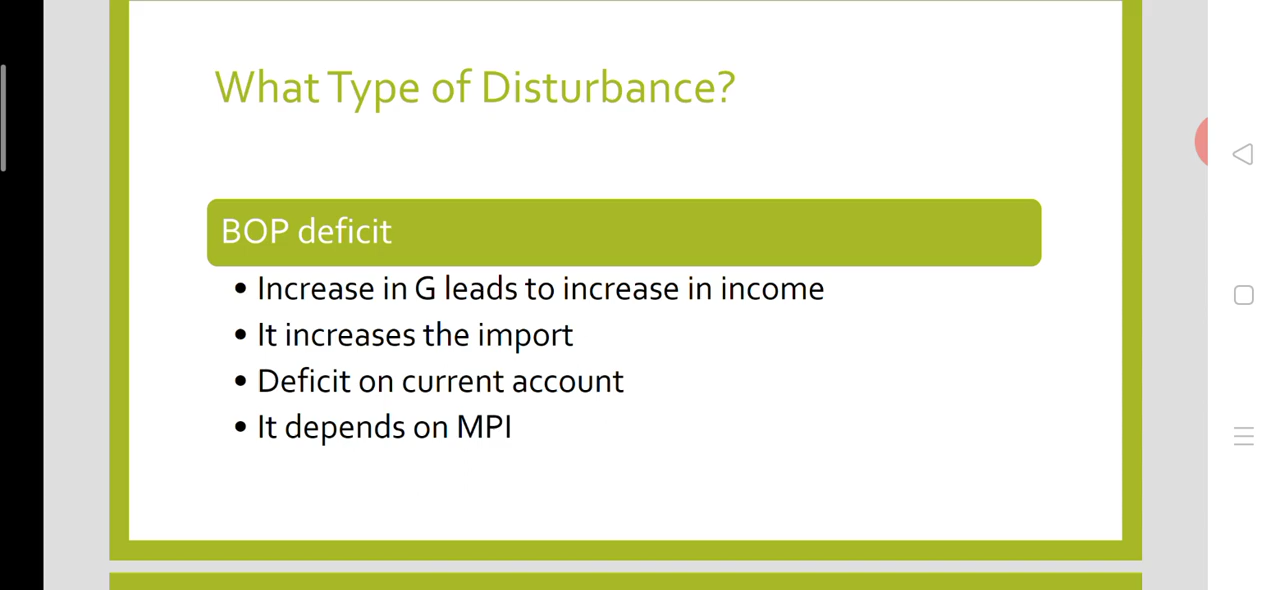 What Type of Disturbance?
BOP deficit
• Increase in G leads to increase in income
• It increases the import
• Deficit on current account
• It depends on MPI